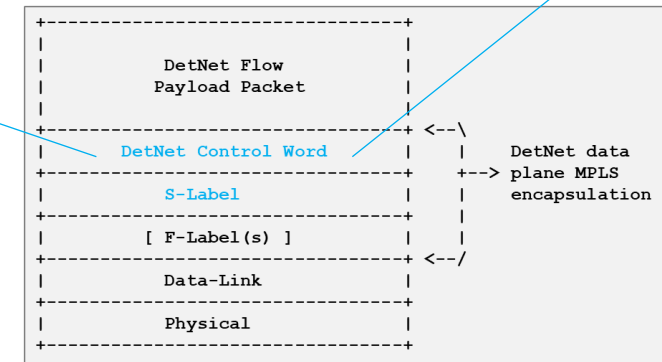 DetNet Flow
Payload Packet
DetNet Control Word
DetNet data
S-Label
plane MPLS
encapsulation
[ F-Label(s) ]
Data-Link
Physical